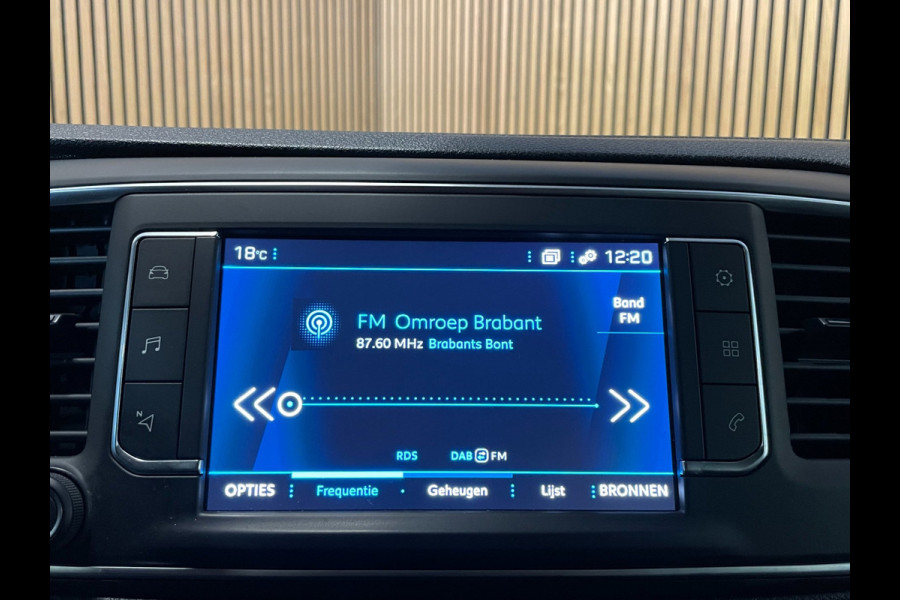 18°C
12:20
Band
FM
FM Omroep Brabant
87.60 MHz Brabants Bont
RDS DAB FM
OPTIES Frequentie Geheugen Lijst BRONNEN
N